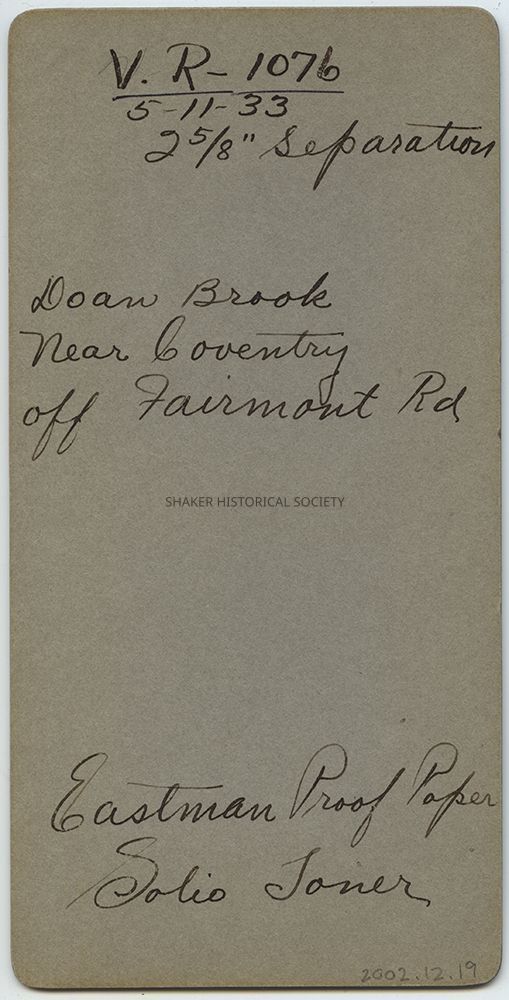 V. R- 1076
5-11-33
2 5/8" Separation
Doan Brook
Near Coventry
off Fairmont Rd
SHAKER HISTORICAL SOCIETY
Eastman Proof Paper
Solio Toner
2002.12.19